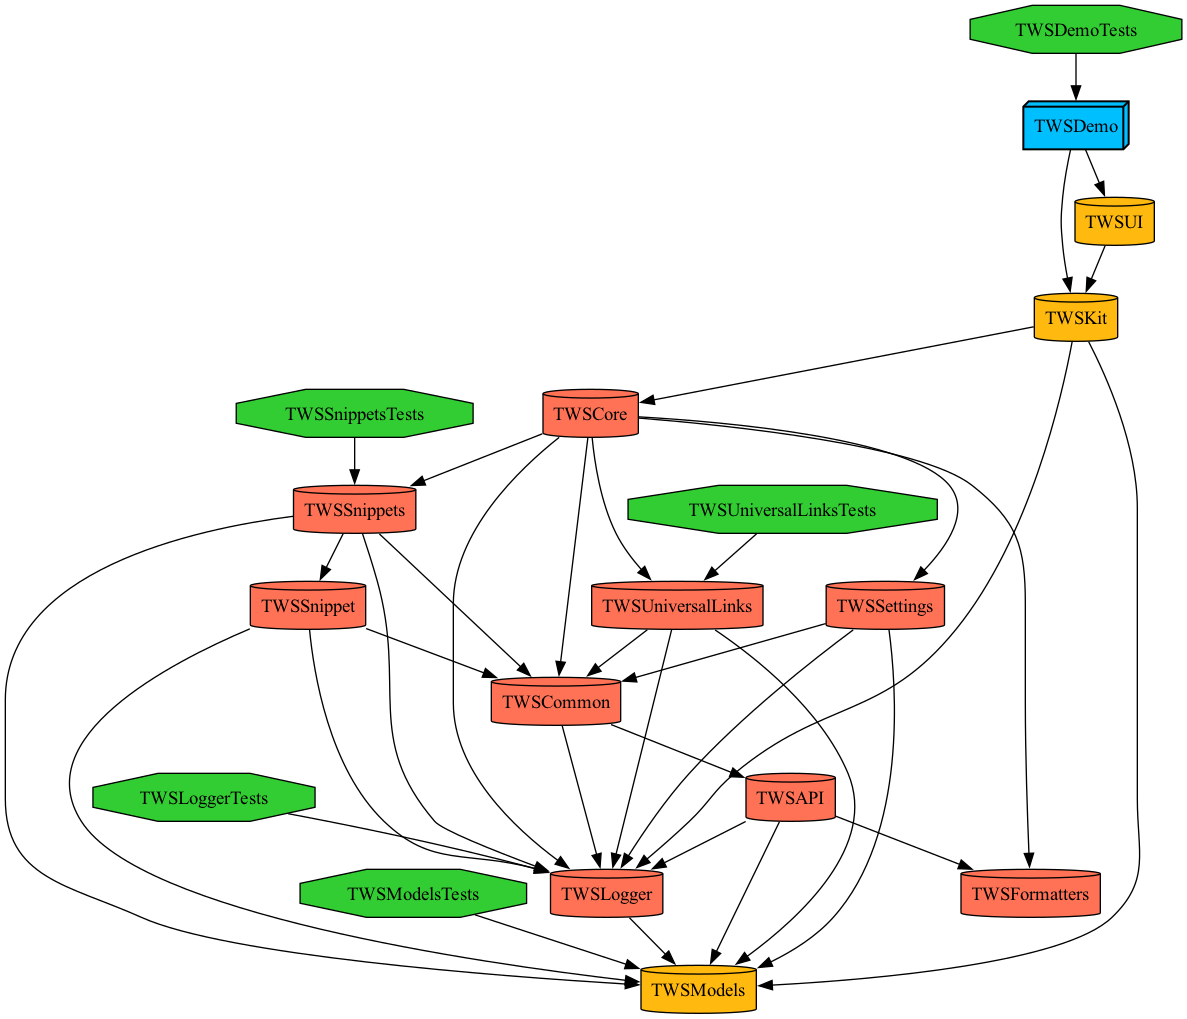 TWSDemoTests
TWSDemo
TWSUI
TWSKit
TWSSnippetsTests
TWSCore
TWSSnippets
TWSUniversalLinksTests
TWSSnippet
TWSUniversalLinks
TWSSettings
TWSCommon
TWSLoggerTests
TWSAPI
TWSModelsTests
TWSLogger
TWSFormatters
TWSModels